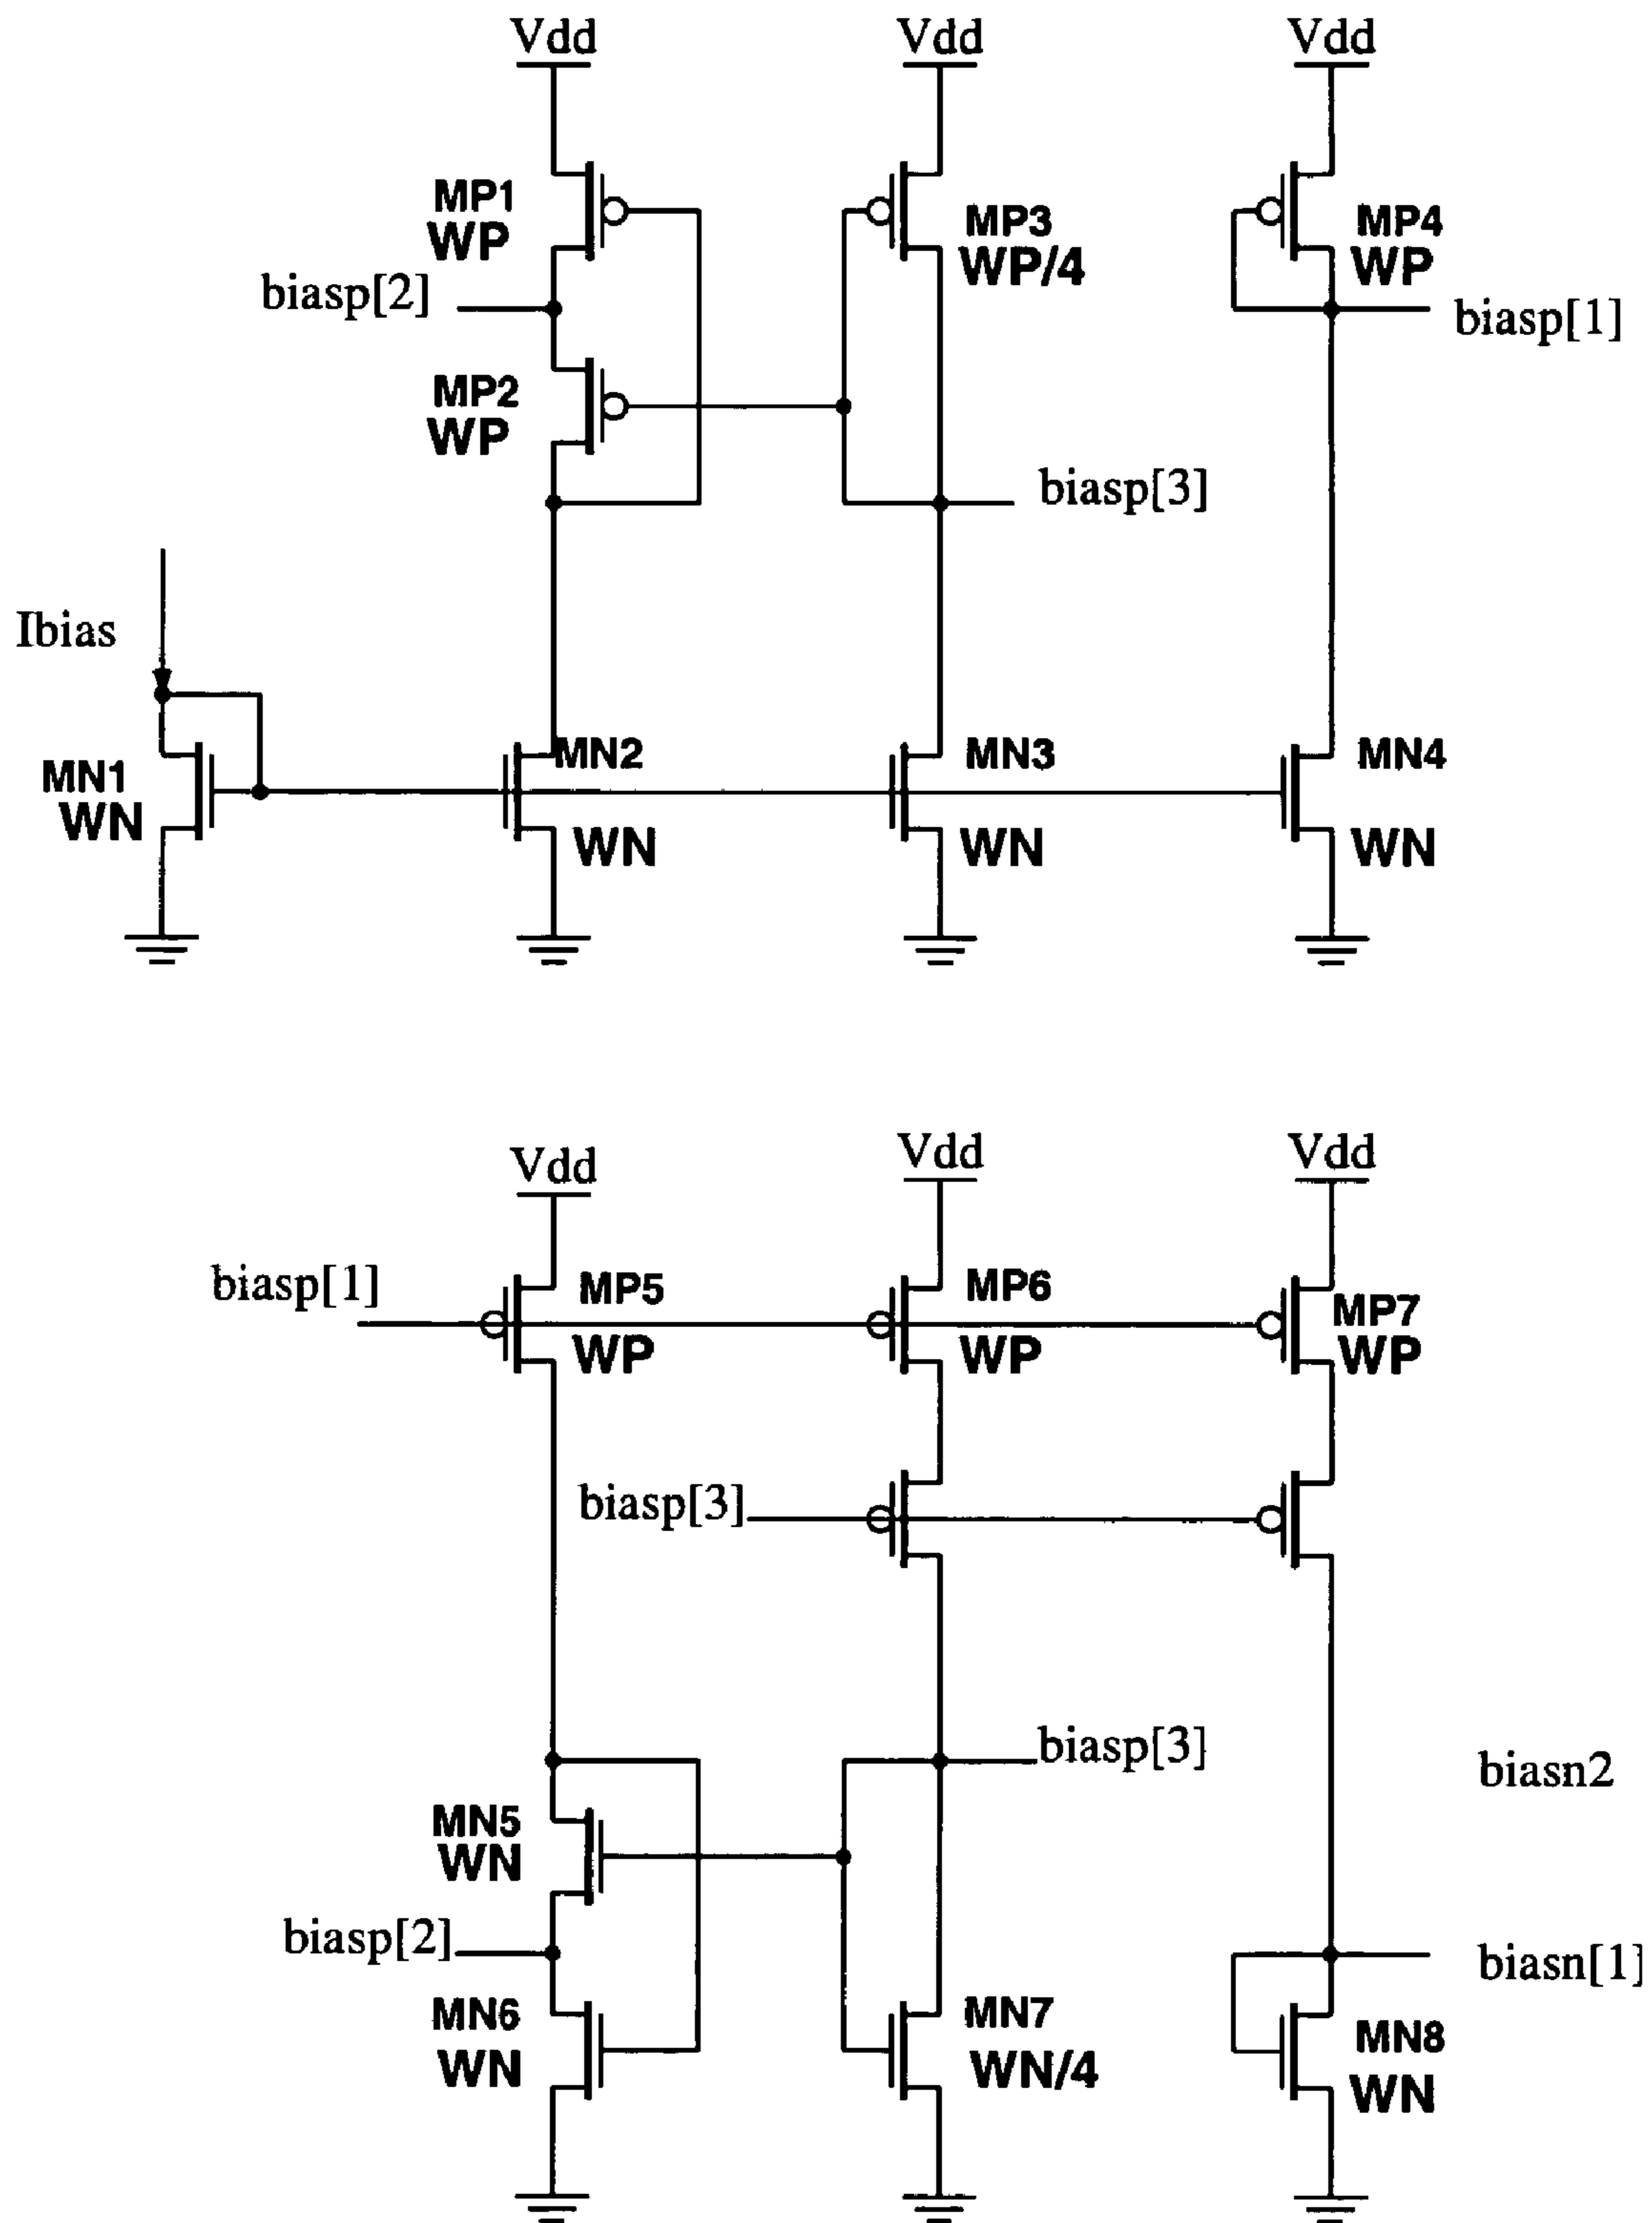 Vdd
Vdd
Vdd
MP1
WP
MP3
WP/4
MP4
WP
biasp[2]
biasp[1]
MP2
WP
biasp[3]
Ibias
MN1
WN
MN2
WN
MN3
WN
MN4
WN
Vdd
Vdd
Vdd
biasp[1]
MP5
WP
MP6
WP
MP7
WP
biasp[3]
biasp[3]
biasn2
MN5
WN
biasp[2]
biasn[1]
MN6
WN
MN7
WN/4
MN8
WN